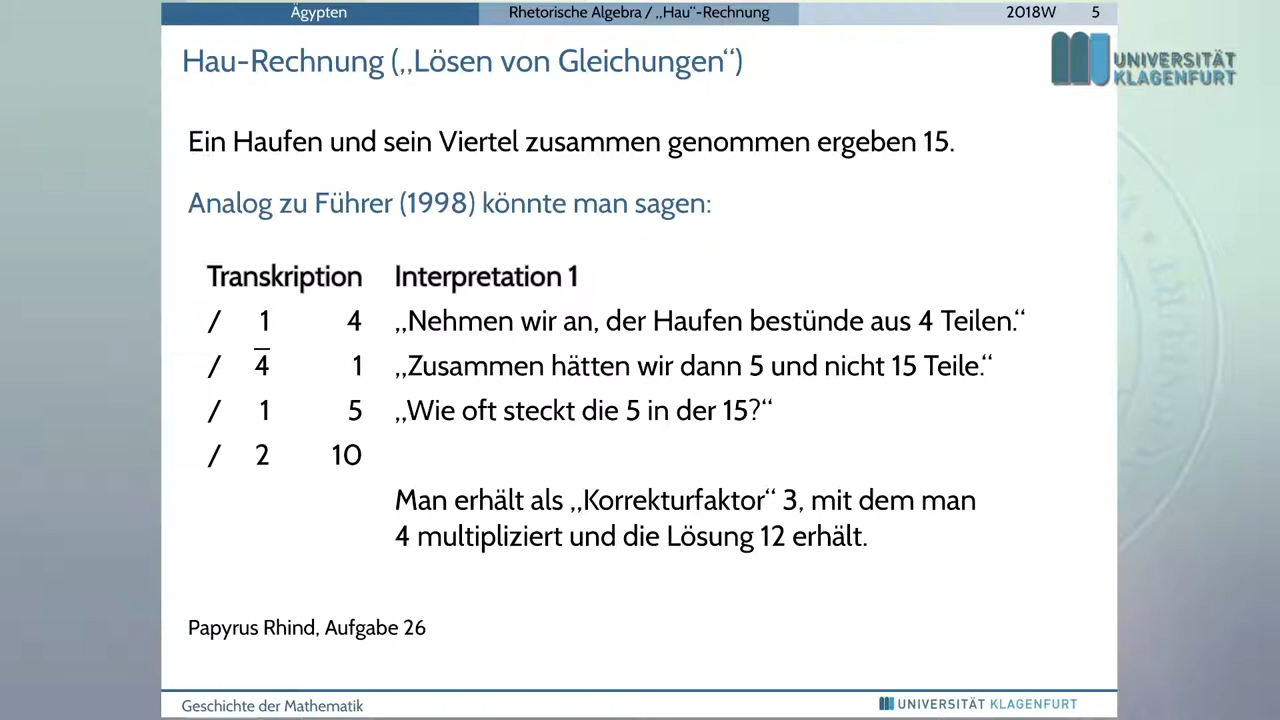 Ägypten Rhetorische Algebra / „Hau“-Rechnung 2018W 5
Hau-Rechnung („Lösen von Gleichungen“)
UNIVERSITÄT
KLAGENFURT
Ein Haufen und sein Viertel zusammen genommen ergeben 15.
Analog zu Führer (1998) könnte man sagen:
Transkription Interpretation 1
/ 1 4 „Nehmen wir an, der Haufen bestünde aus 4 Teilen.“
/ 4̅ 1 „Zusammen hätten wir dann 5 und nicht 15 Teile.“
/ 1 5 „Wie oft steckt die 5 in der 15?“
/ 2 10
Man erhält als „Korrekturfaktor“ 3, mit dem man
4 multipliziert und die Lösung 12 erhält.
Papyrus Rhind, Aufgabe 26
Geschichte der Mathematik UNIVERSITÄT KLAGENFURT